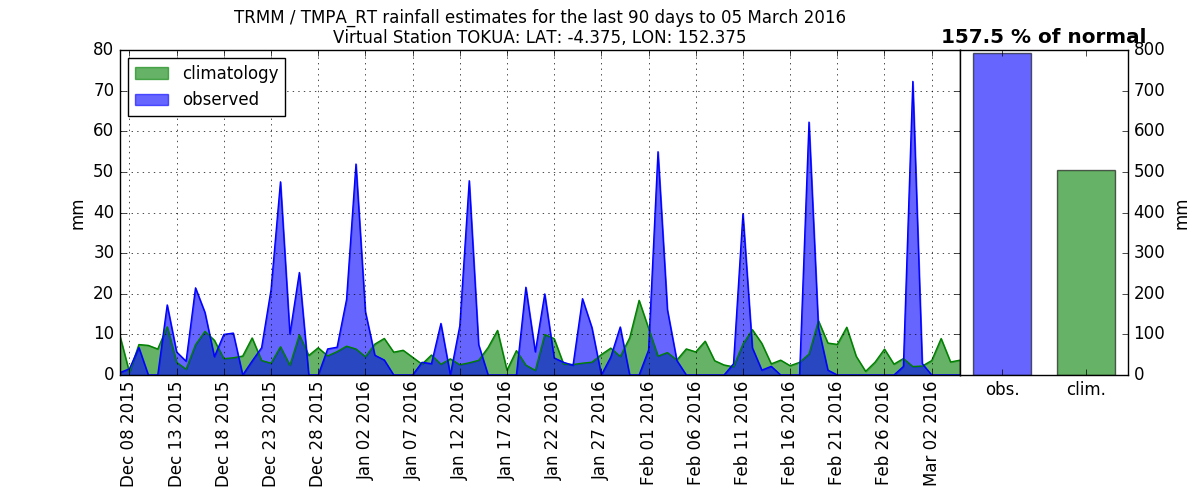 TRMM / TMPA_RT rainfall estimates for the last 90 days to 05 March 2016
Virtual Station TOKUA: LAT: -4.375, LON: 152.375
157.5 % of normal
climatology
observed
mm
80
70
60
50
40
30
20
10
0
Dec 08 2015
Dec 13 2015
Dec 18 2015
Dec 23 2015
Dec 28 2015
Jan 02 2016
Jan 07 2016
Jan 12 2016
Jan 17 2016
Jan 22 2016
Jan 27 2016
Feb 01 2016
Feb 06 2016
Feb 11 2016
Feb 16 2016
Feb 21 2016
Feb 26 2016
Mar 02 2016
800
700
600
500
400
300
200
100
0
mm
obs.
clim.